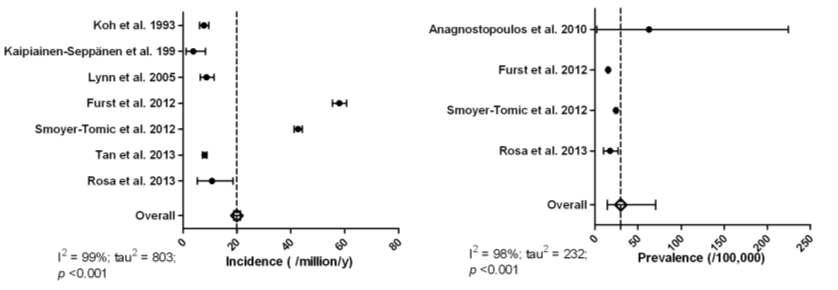 Koh et al. 1993
Kaipiainen-Seppänen et al. 199
Lynn et al. 2005
Furst et al. 2012
Smoyer-Tomic et al. 2012
Tan et al. 2013
Rosa et al. 2013
Overall
0 20 40 60 80
Incidence ( /million/y)
I² = 99%; tau² = 803;
p <0.001
Anagnostopoulos et al. 2010
Furst et al. 2012
Smoyer-Tomic et al. 2012
Rosa et al. 2013
Overall
0 50 100 150 200 250
Prevalence (/100,000)
I² = 98%; tau² = 232;
p <0.001